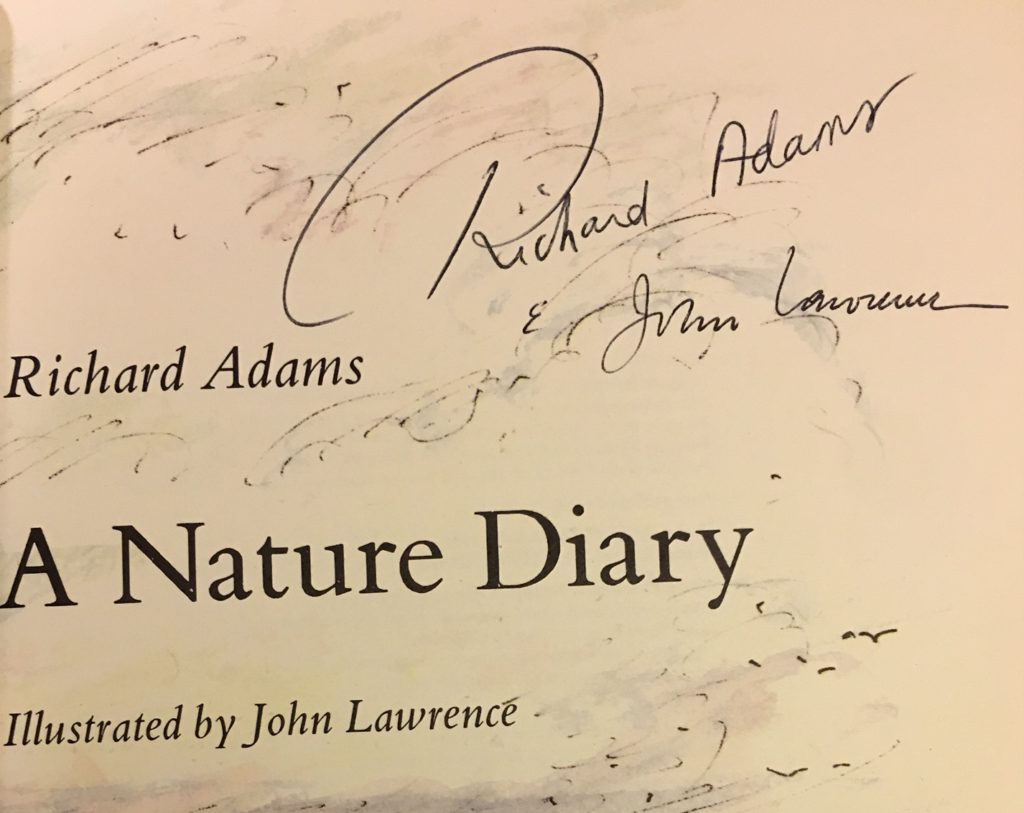 Richard Adams
& John Lawrence
Richard Adams
A Nature Diary
Illustrated by John Lawrence